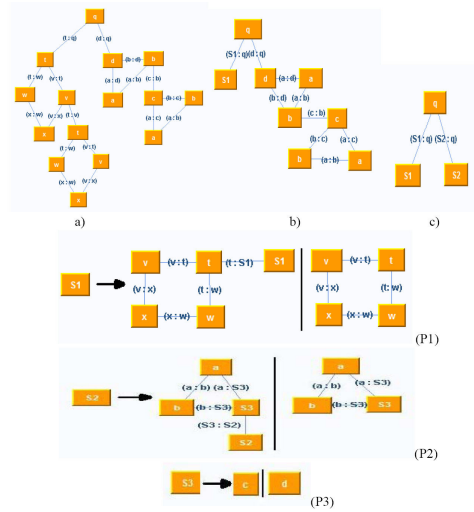 q
(t:q) (d:q)
t d (b:d) b
(t:w) (v:t) (a:d) (a:b) (c:b)
w v a c (b:c) b
(x:w) (v:x) (t:v) (a:c) (a:b)
x t a
(t:w) (v:t)
w v
(x:w) (v:x)
x
a)
q
(S1:q)(d:q)
S1 d (a:d) a
(b:d) (a:b)
b (c:b) c
(b:c) (a:c)
b (a:b) a
b)
q
(S1:q) (S2:q)
S1 S2
c)
S1 v (v:t) t (t:S1) S1 v (v:t) t
(v:x) (t:w) (v:x) (t:w)
x (x:w) w x (x:w) w
(P1)
a a
(a:b) (a:S3) (a:b) (a:S3)
S2 b (b:S3) S3 b (b:S3) S3
(S3:S2)
S2
(P2)
S3 c d
(P3)